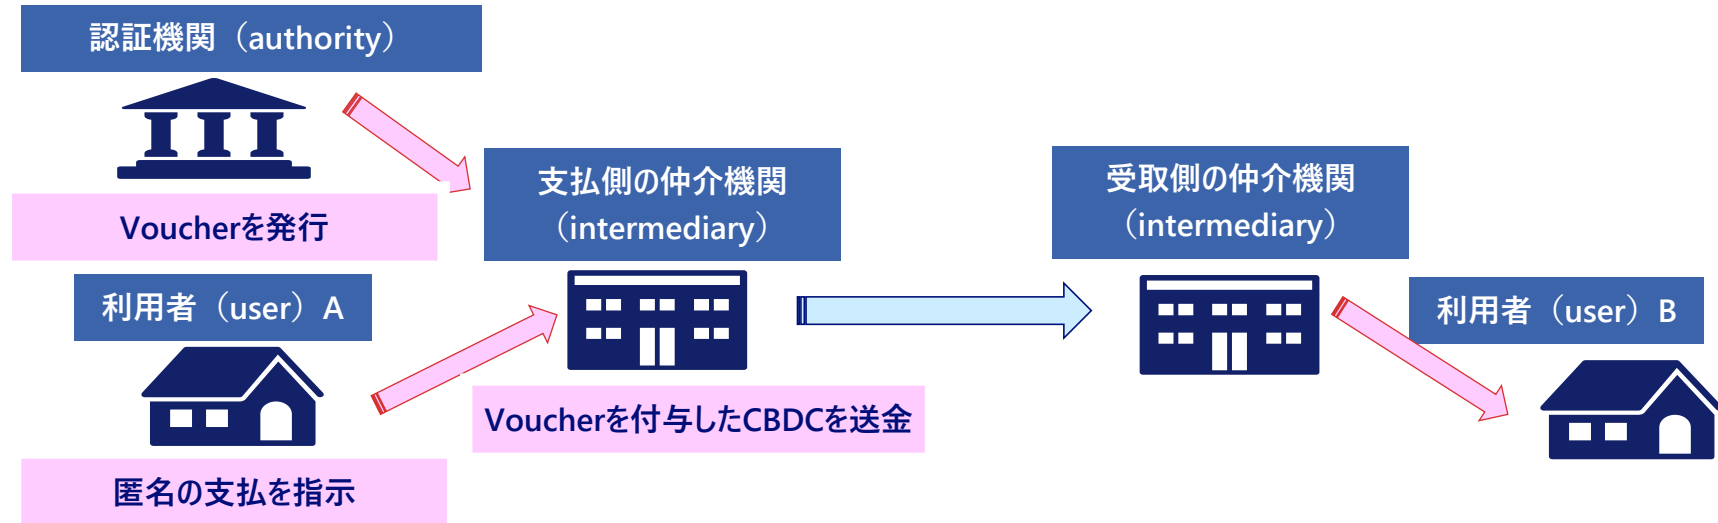 認証機関（authority）
Voucherを発行
利用者（user）A
匿名の支払を指示
支払側の仲介機関
（intermediary）
Voucherを付与したCBDCを送金
受取側の仲介機関
（intermediary）
利用者（user）B